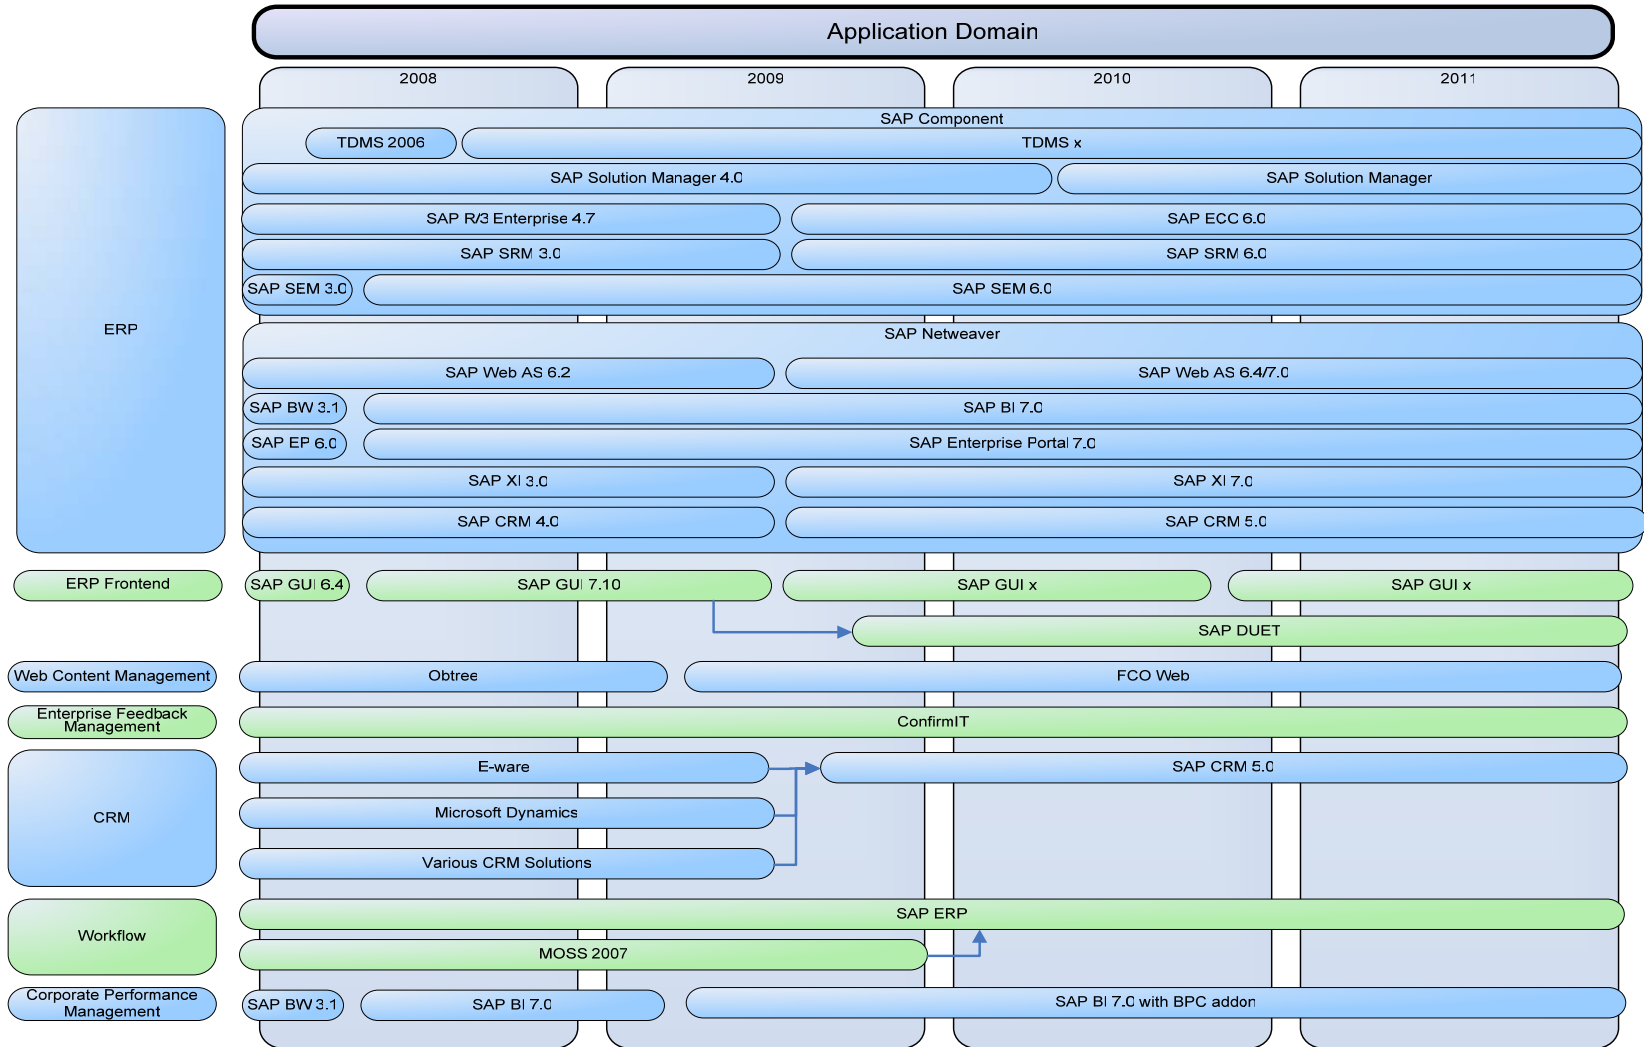 Application Domain
2008
2009
2010
2011
ERP
SAP Component
TDMS 2006
TDMS x
SAP Solution Manager 4.0
SAP Solution Manager
SAP R/3 Enterprise 4.7
SAP ECC 6.0
SAP SRM 3.0
SAP SRM 6.0
SAP SEM 3.0
SAP SEM 6.0
SAP Netweaver
SAP Web AS 6.2
SAP Web AS 6.4/7.0
SAP BW 3.1
SAP BI 7.0
SAP EP 6.0
SAP Enterprise Portal 7.0
SAP XI 3.0
SAP XI 7.0
SAP CRM 4.0
SAP CRM 5.0
ERP Frontend
SAP GUI 6.4
SAP GUI 7.10
SAP GUI x
SAP GUI x
SAP DUET
Web Content Management
Obtree
FCO Web
Enterprise Feedback
Management
ConfirmIT
CRM
E-ware
SAP CRM 5.0
Microsoft Dynamics
Various CRM Solutions
Workflow
SAP ERP
MOSS 2007
Corporate Performance
Management
SAP BW 3.1
SAP BI 7.0
SAP BI 7.0 with BPC addon